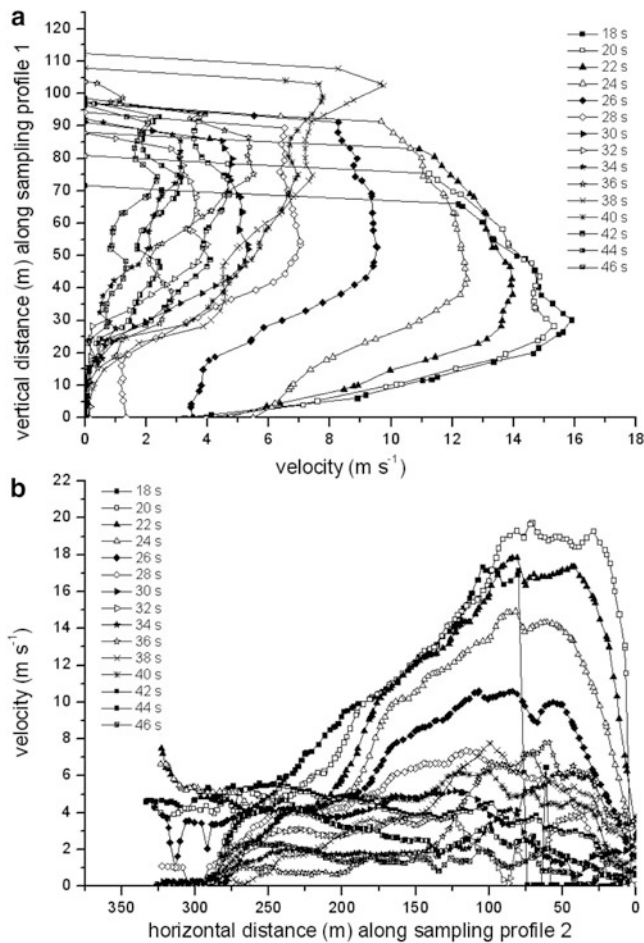 a
120
110
100
90
80
70
60
50
40
30
20
10
0
vertical distance (m) along sampling profile 1
0 2 4 6 8 10 12 14 16 18
velocity (m s⁻¹)
18 s
20 s
22 s
24 s
26 s
28 s
30 s
32 s
34 s
36 s
38 s
40 s
42 s
44 s
46 s
b
22
20
18
16
14
12
10
8
6
4
2
0
velocity (m s⁻¹)
18 s
20 s
22 s
24 s
26 s
28 s
30 s
32 s
34 s
36 s
38 s
40 s
42 s
44 s
46 s
350 300 250 200 150 100 50 0
horizontal distance (m) along sampling profile 2